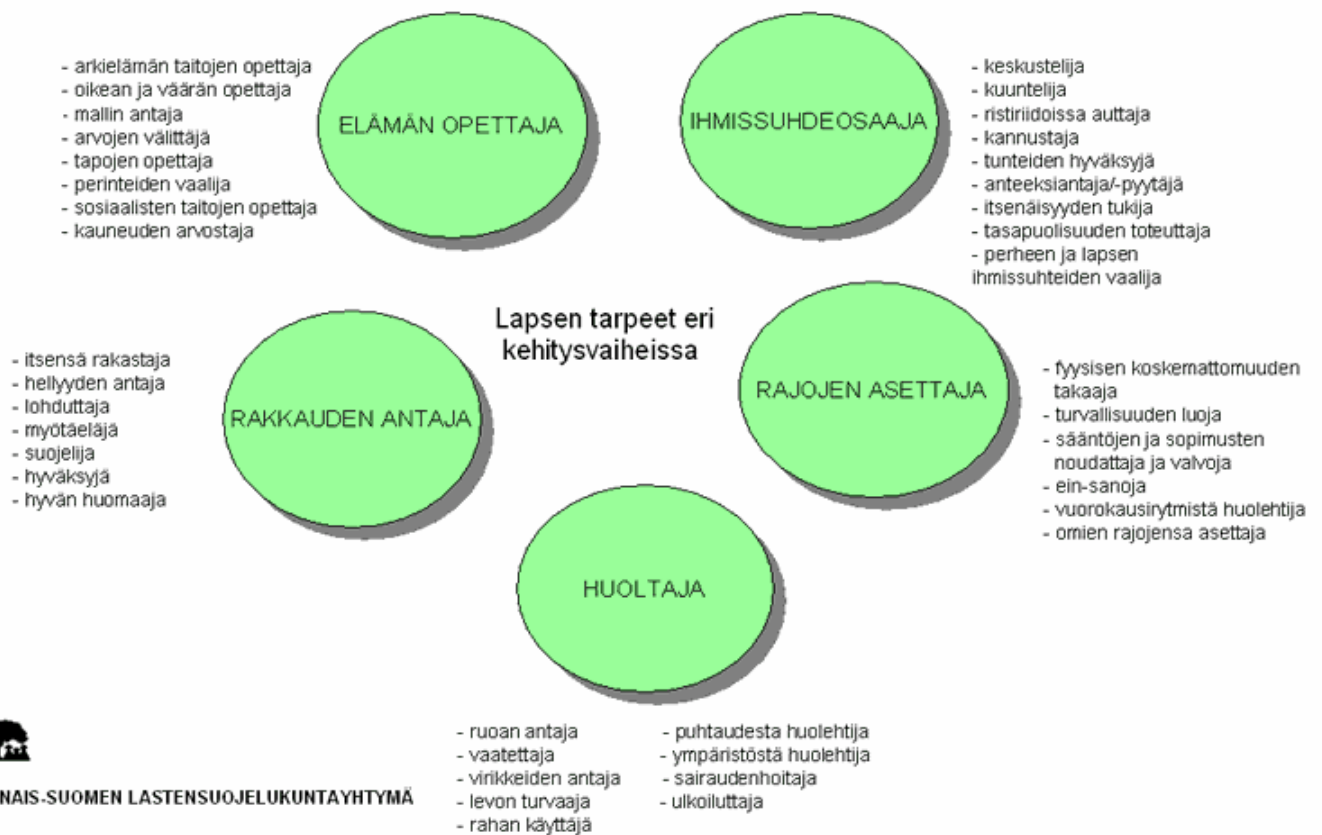 - arkielämän taitojen opettaja
- oikean ja väärän opettaja
- mallin antaja
- arvojen välittäjä
- tapojen opettaja
- perinteiden vaalija
- sosiaalisten taitojen opettaja
- kauneuden arvostaja
ELÄMÄN OPETTAJA
IHMISSUHDEOSAAJA
- keskustelija
- kuuntelija
- ristiriidoissa auttaja
- kannustaja
- tunteiden hyväksyjä
- anteeksiantaja/-pyytäjä
- itsenäisyyden tukija
- tasapuolisuuden toteuttaja
- perheen ja lapsen
ihmissuhteiden vaalija
Lapsen tarpeet eri
kehitysvaiheissa
- itsensä rakastaja
- hellyyden antaja
- lohduttaja
- myötäeläjä
- suojelija
- hyväksyjä
- hyvän huomaaja
RAKKAUDEN ANTAJA
RAJOJEN ASETTAJA
- fyysisen koskemattomuuden
takaaja
- turvallisuuden luoja
- sääntöjen ja sopimusten
noudattaja ja valvoja
- ein-sanoja
- vuorokausirytmistä huolehtija
- omien rajojensa asettaja
HUOLTAJA
- ruoan antaja
- vaatettaja
- virikkeiden antaja
- levon turvaaja
- rahan käyttäjä
- puhtaudesta huolehtija
- ympäristöstä huolehtija
- sairaudenhoitaja
- ulkoiluttaja
NAIS-SUOMEN LASTENSUOJELUKUNTAYHTYMÄ